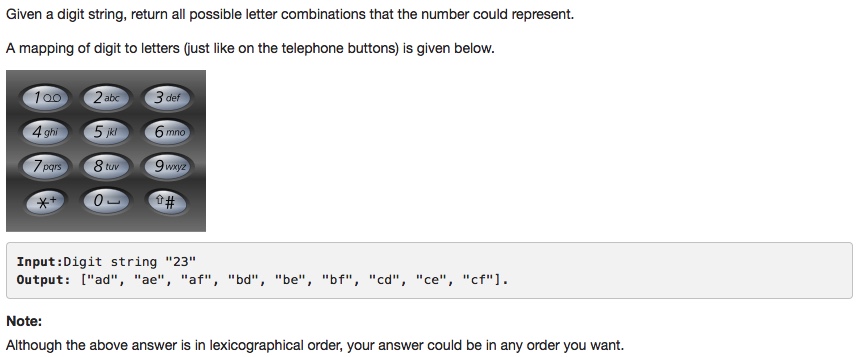 Given a digit string, return all possible letter combinations that the number could represent.
A mapping of digit to letters (just like on the telephone buttons) is given below.
1 2 abc 3 def
4 ghi 5 jkl 6 mno
7 pqrs 8 tuv 9 wxyz
*+ 0 ⇧#
Input:Digit string "23"
Output: ["ad", "ae", "af", "bd", "be", "bf", "cd", "ce", "cf"].
Note:
Although the above answer is in lexicographical order, your answer could be in any order you want.